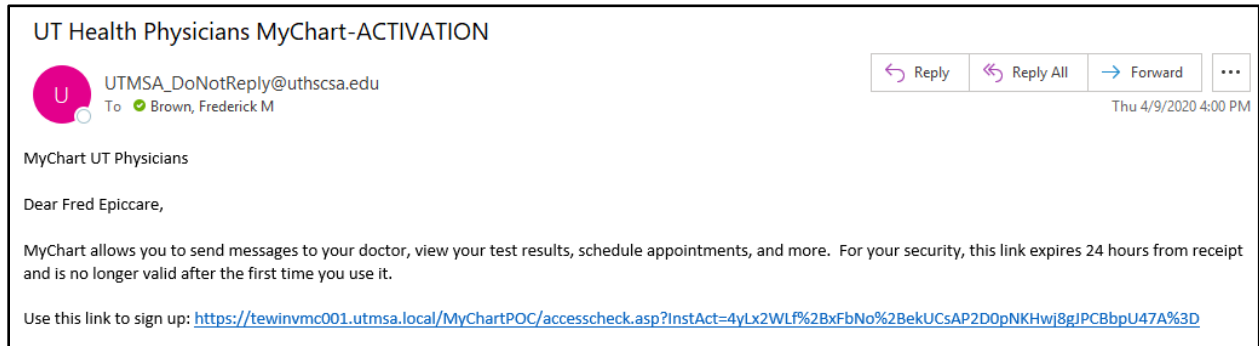 UT Health Physicians MyChart-ACTIVATION
U
UTMSA_DoNotReply@uthscsa.edu
To Brown, Frederick M
Reply
Reply All
Forward
Thu 4/9/2020 4:00 PM
MyChart UT Physicians
Dear Fred Epiccare,
MyChart allows you to send messages to your doctor, view your test results, schedule appointments, and more. For your security, this link expires 24 hours from receipt
and is no longer valid after the first time you use it.
Use this link to sign up: https://tewinvmc001.utmsa.local/MyChartPOC/accesscheck.asp?InstAct=4yLx2WLf%2BxFbNo%2BekUCsAP2D0pNKHwj8gJPCBbpU47A%3D